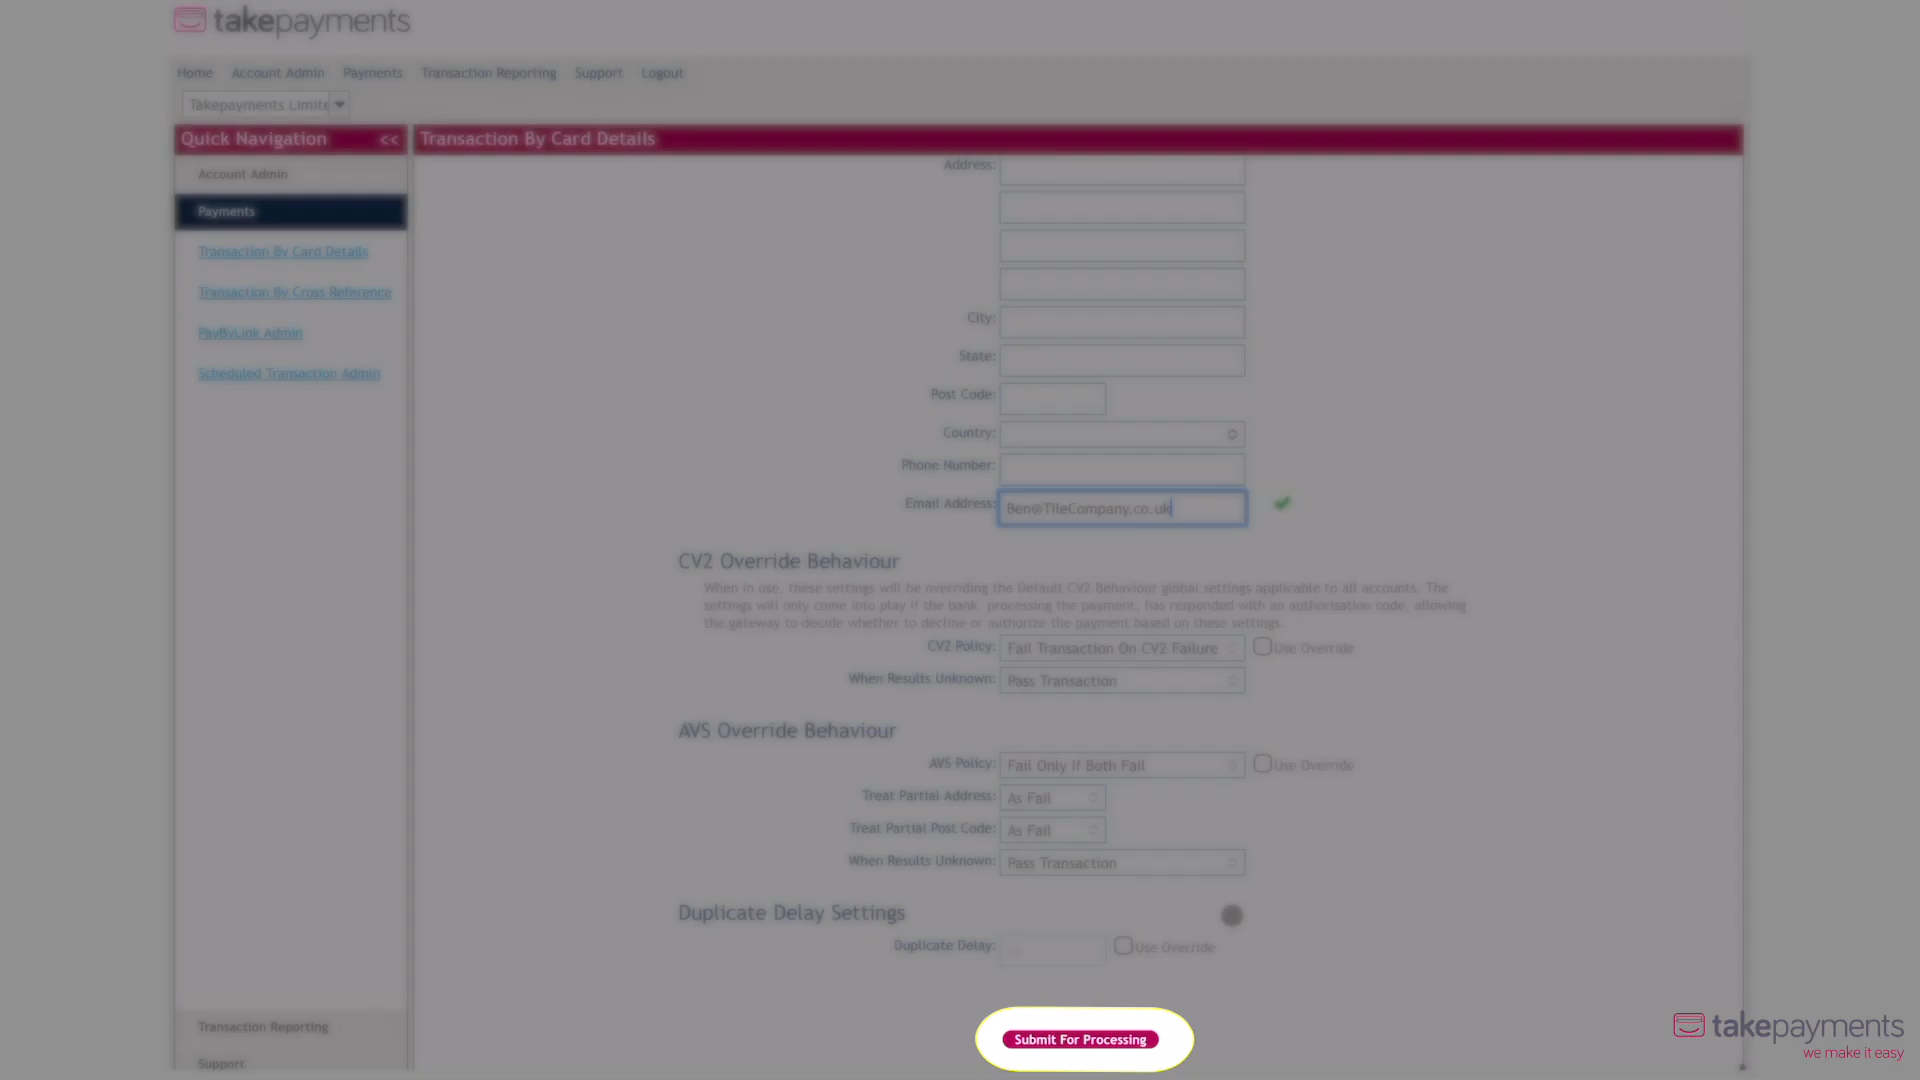 takepayments
Home Account Admin Payments Transaction Reporting Support Logout
Takepayments Limite
Quick Navigation << Transaction By Card Details
Account Admin
Payments
Transaction By Card Details
Transaction By Cross Reference
PayByLink Admin
Scheduled Transaction Admin
Address:
City:
State:
Post Code:
Country:
Phone Number:
Email Address: Ben@TileCompany.co.uk
CV2 Override Behaviour
When in use, these settings will be overriding the Default CV2 Behaviour global settings applicable to all accounts. The
settings will only come into play if the bank, processing the payment, has responded with an authorisation code, allowing
the gateway to decide whether to decline or authorize the payment based on these settings.
CV2 Policy: Fail Transaction On CV2 Failure Use Override
When Results Unknown: Pass Transaction
AVS Override Behaviour
AVS Policy: Fail Only If Both Fail Use Override
Treat Partial Address: As Fail
Treat Partial Post Code: As Fail
When Results Unknown: Pass Transaction
Duplicate Delay Settings
Duplicate Delay: Use Override
Transaction Reporting
Support
Submit For Processing
takepayments
we make it easy